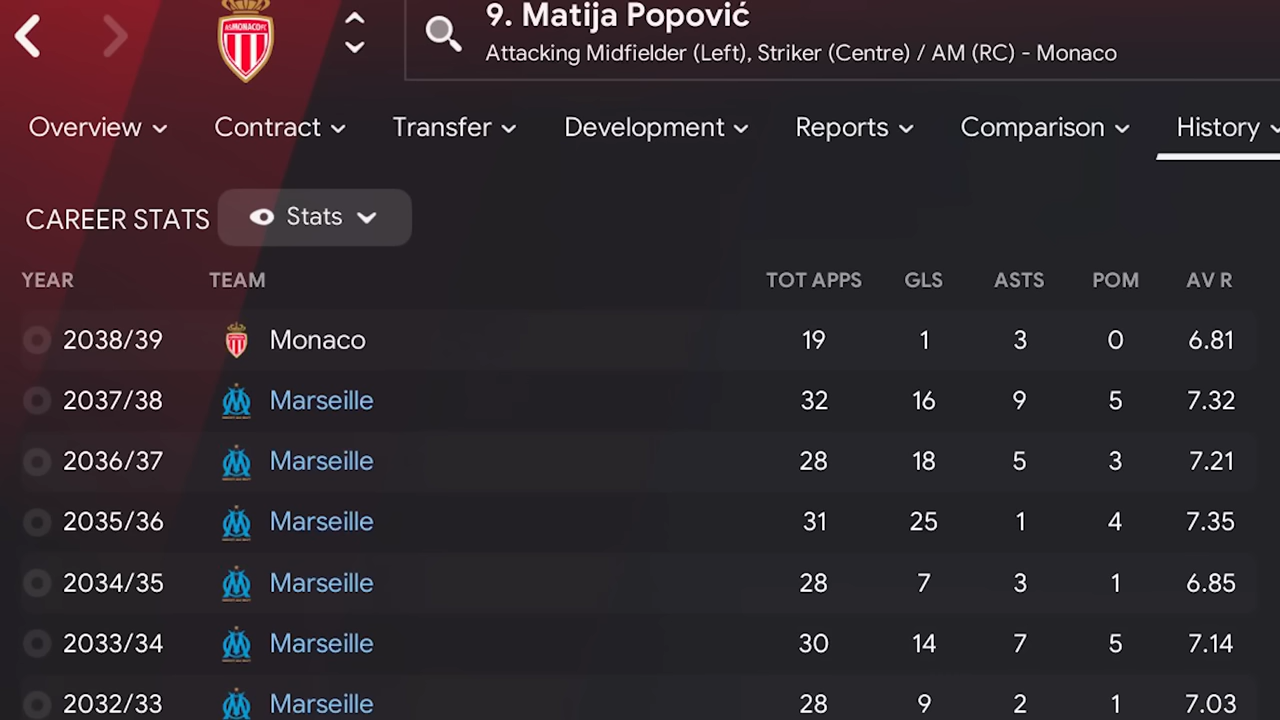 9. Matija Popović
Attacking Midfielder (Left), Striker (Centre) / AM (RC) - Monaco
Overview Contract Transfer Development Reports Comparison History
CAREER STATS Stats
YEAR TEAM TOT APPS GLS ASTS POM AV R
2038/39 Monaco 19 1 3 0 6.81
2037/38 Marseille 32 16 9 5 7.32
2036/37 Marseille 28 18 5 3 7.21
2035/36 Marseille 31 25 1 4 7.35
2034/35 Marseille 28 7 3 1 6.85
2033/34 Marseille 30 14 7 5 7.14
2032/33 Marseille 28 9 2 1 7.03